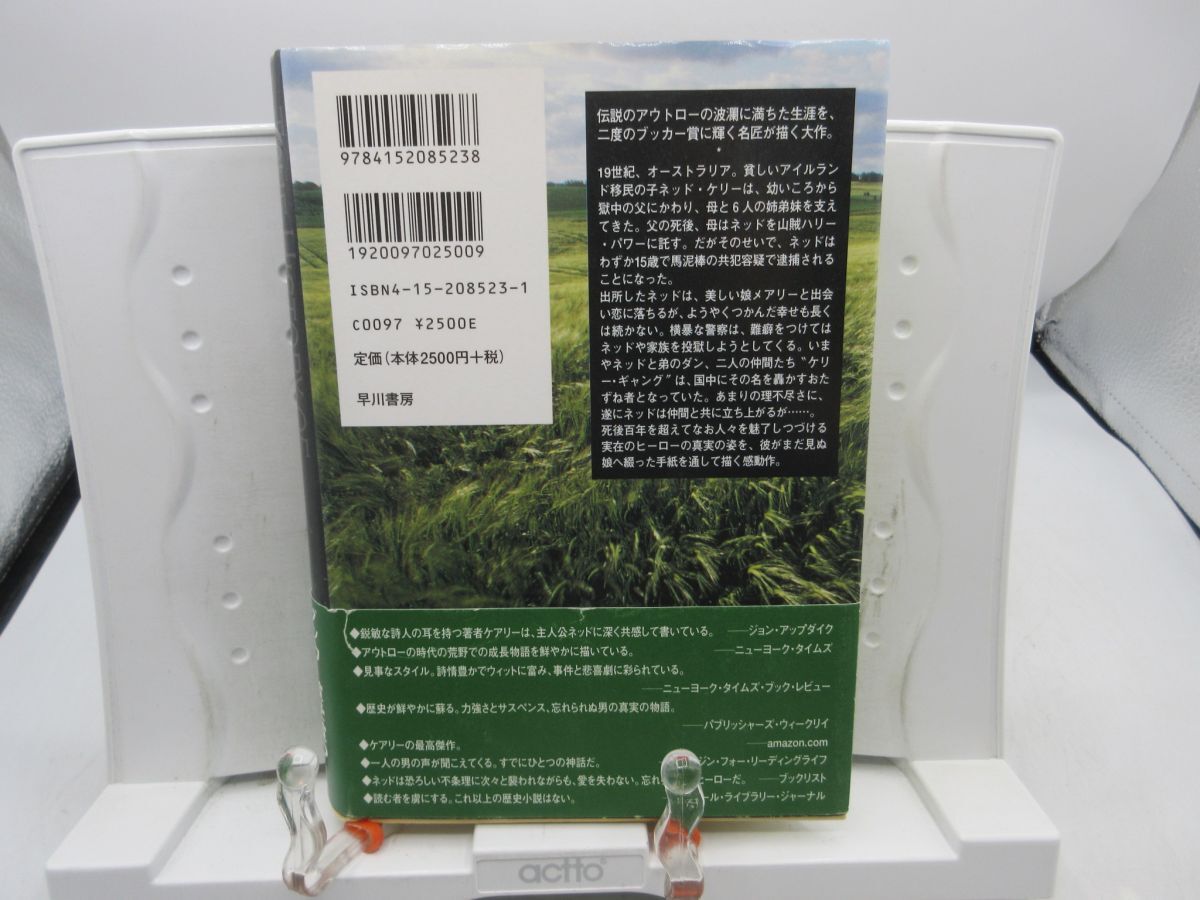 9784152085238
1920097025009
ISBN4-15-208523-1
C0097 ¥2500E
定価(本体2500円+税)
早川書房
伝説のアウトローの波瀾に満ちた生涯を、
二度のブッカー賞に輝く名匠が描く大作。
*
19世紀、オーストラリア。貧しいアイルラン
ド移民の子ネッド・ケリーは、幼いころから
獄中の父にかわり、母と6人の姉弟妹を支え
てきた。父の死後、母はネッドを山賊ハリー
・パワーに託す。だがそのせいで、ネッドは
わずか15歳で馬泥棒の共犯容疑で逮捕される
ことになった。
出所したネッドは、美しい娘メアリーと出会
い恋に落ちるが、ようやくつかんだ幸せも長く
は続かない。横暴な警察は、難癖をつけては
ネッドや家族を投獄しようとしてくる。いま
やネッドと弟のダン、二人の仲間たち〝ケリ
ー・ギャング〟は、国中にその名を轟かすおた
ずね者となっていた。あまりの理不尽さに、
遂にネッドは仲間と共に立ち上がるが……。
死後百年を超えてなお人々を魅了しつづける
実在のヒーローの真実の姿を、彼がまだ見ぬ
娘へ綴った手紙を通して描く感動作。
◆鋭敏な詩人の耳を持つ著者ケアリーは、主人公ネッドに深く共感して書いている。 ──ジョン・アップダイク
◆アウトローの時代の荒野での成長物語を鮮やかに描いている。 ──ニューヨーク・タイムズ
◆見事なスタイル。詩情豊かでウィットに富み、事件と悲喜劇に彩られている。
──ニューヨーク・タイムズ・ブック・レビュー
◆歴史が鮮やかに蘇る。力強さとサスペンス、忘れられぬ男の真実の物語。
──パブリッシャーズ・ウィークリイ
◆ケアリーの最高傑作。 ──amazon.com
◆一人の男の声が聞こえてくる。すでにひとつの神話だ。 ジン・フォー・リーディングライフ
◆ネッドは恐ろしい不条理に次々と襲われながらも、愛を失わない。忘れ ヒーローだ。 ──ブックリスト
◆読む者を虜にする。これ以上の歴史小説はない。 ール・ライブラリー・ジャーナル
actto